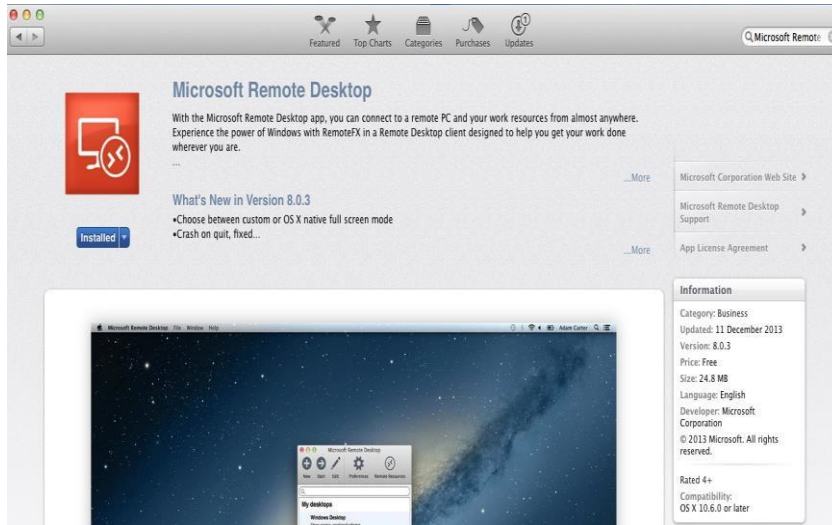 Featured
Top Charts
Categories
Purchases
Updates
1
Microsoft Remote
Microsoft Remote Desktop
With the Microsoft Remote Desktop app, you can connect to a remote PC and your work resources from almost anywhere.
Experience the power of Windows with RemoteFX in a Remote Desktop client designed to help you get your work done
wherever you are.
...
...More
What's New in Version 8.0.3
•Choose between custom or OS X native full screen mode
•Crash on quit, fixed...
...More
Installed
Microsoft Corporation Web Site
Microsoft Remote Desktop
Support
App License Agreement
Information
Category: Business
Updated: 11 December 2013
Version: 8.0.3
Price: Free
Size: 24.8 MB
Language: English
Developer: Microsoft
Corporation
© 2013 Microsoft. All rights
reserved.
Rated 4+
Compatibility:
OS X 10.6.0 or later
Microsoft Remote Desktop File Window Help
Adam Carter
Microsoft Remote Desktop
New Start Edit Preferences Remote Resources
My desktops
Windows Desktop